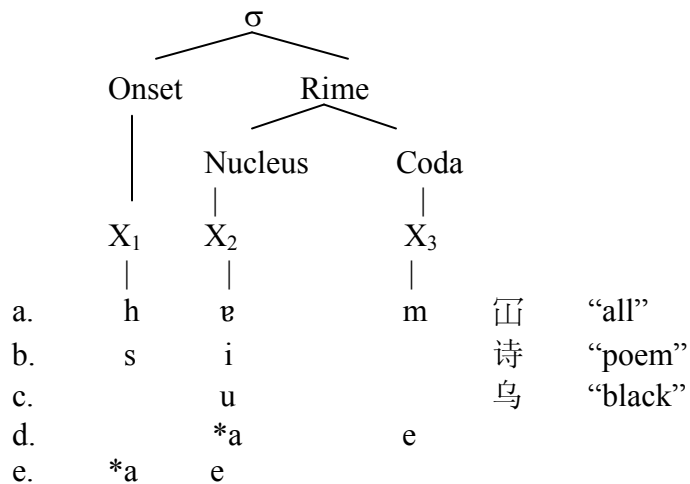 σ
Onset Rime
Nucleus Coda
X₁ X₂ X₃
a. h ɐ m 冚 “all”
b. s i 诗 “poem”
c. u 乌 “black”
d. *a e
e. *a e